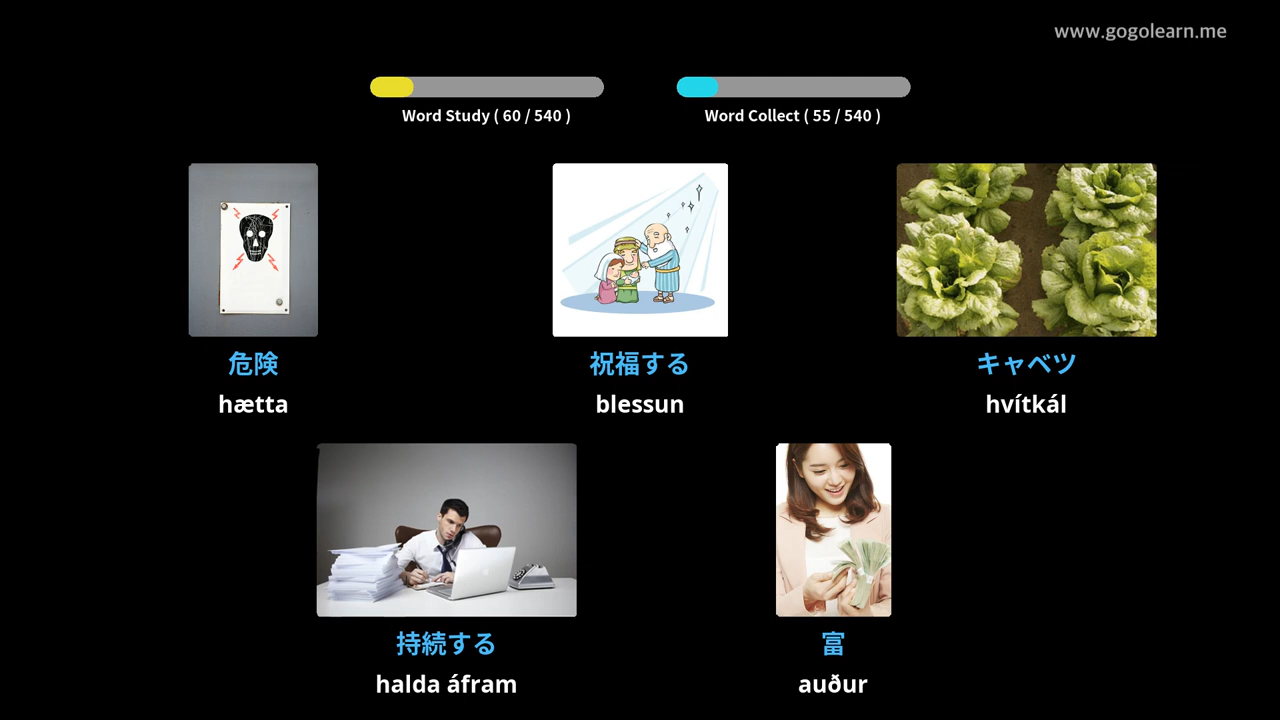 www.gogolearn.me
Word Study ( 60 / 540 )
Word Collect ( 55 / 540 )
危険
hætta
祝福する
blessun
キャベツ
hvítkál
持続する
halda áfram
富
auður